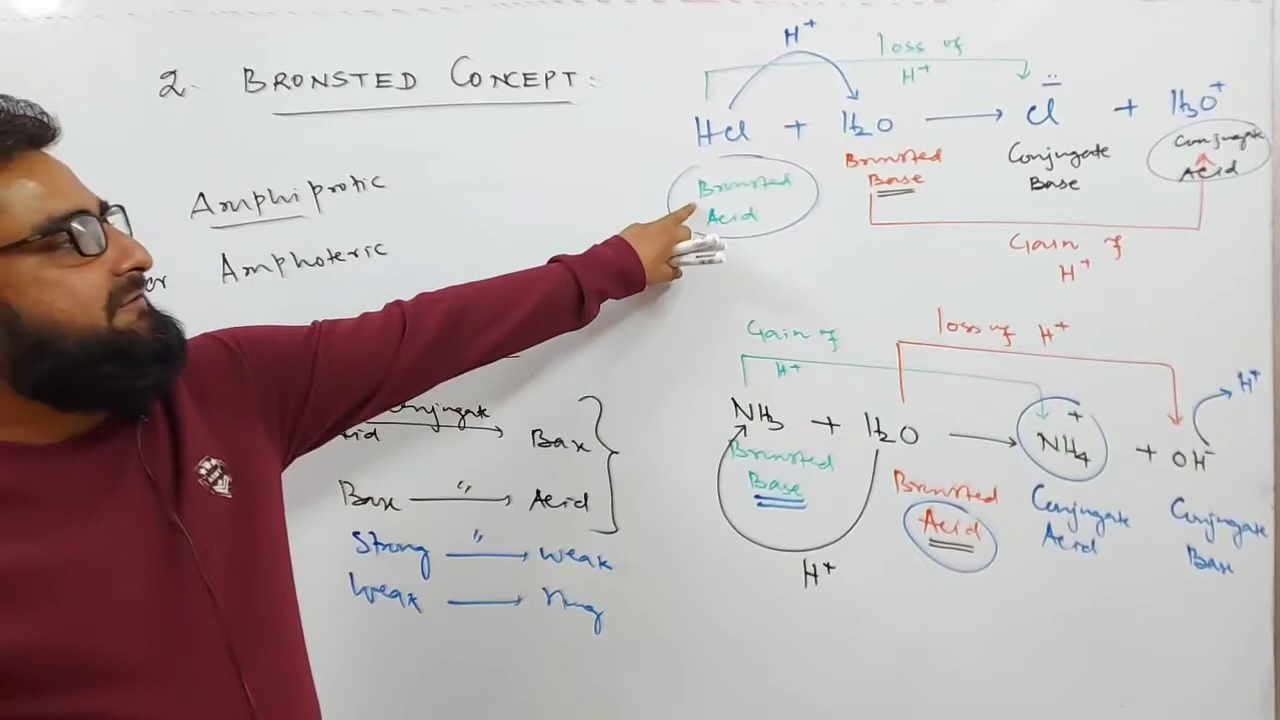 2. BRONSTED CONCEPT:
Amphiprotic
or Amphoteric
Conjugate
Base
Base " Acid
Strong " Weak
Weak
H⁺
loss of
H⁺
HCl + H₂O → Cl⁻ + H₃O⁺
Bronsted
Acid
Bronsted
Base
Conjugate
Base
Conjugate
Acid
Gain of
H⁺
Gain of
H⁺
loss of H⁺
NH₃ + H₂O → NH₄⁺ + OH⁻
H⁺
Bronsted
Base
Bronsted
Acid
Conjugate
Acid
Conjugate
Base
H⁺